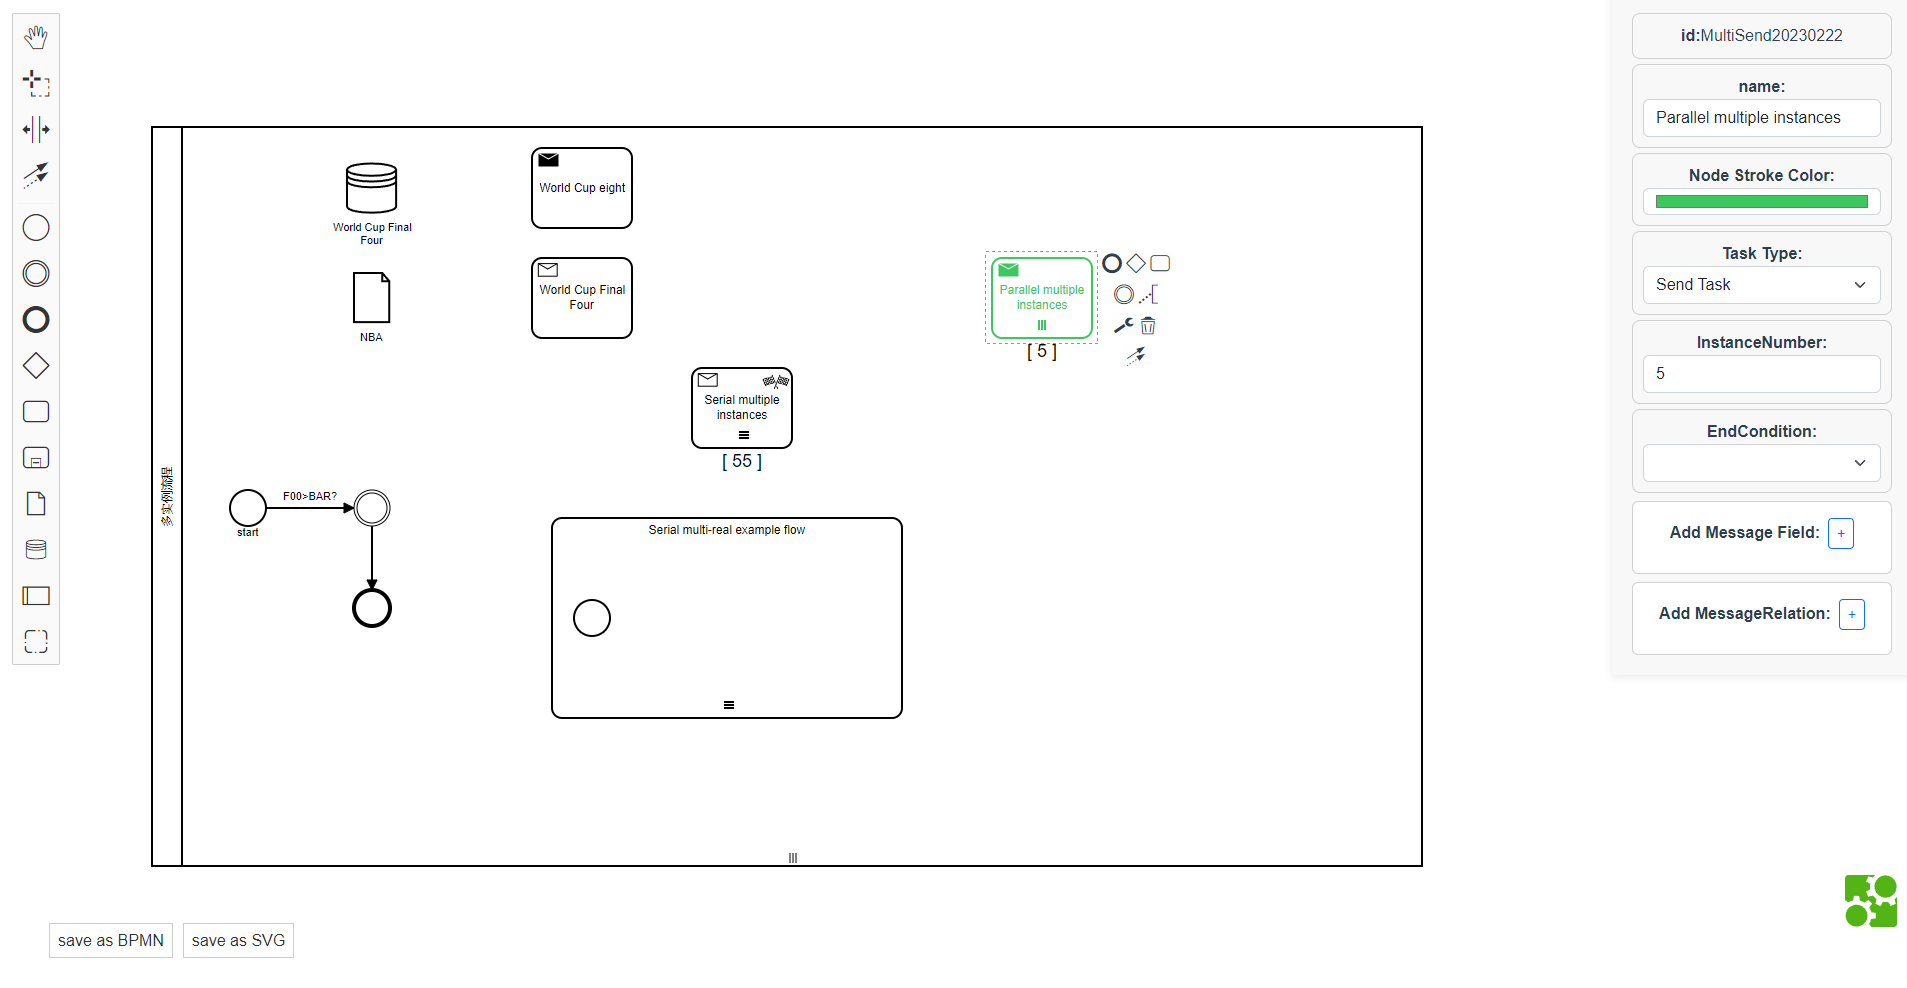 World Cup Final
Four
NBA
World Cup eight
World Cup Final
Four
Parallel multiple
instances
[ 5 ]
Serial multiple
instances
[ 55 ]
多实例流程
F00>BAR?
start
Serial multi-real example flow
save as BPMN
save as SVG
id:MultiSend20230222
name:
Parallel multiple instances
Node Stroke Color:
Task Type:
Send Task
InstanceNumber:
5
EndCondition:
Add Message Field: +
Add MessageRelation: +